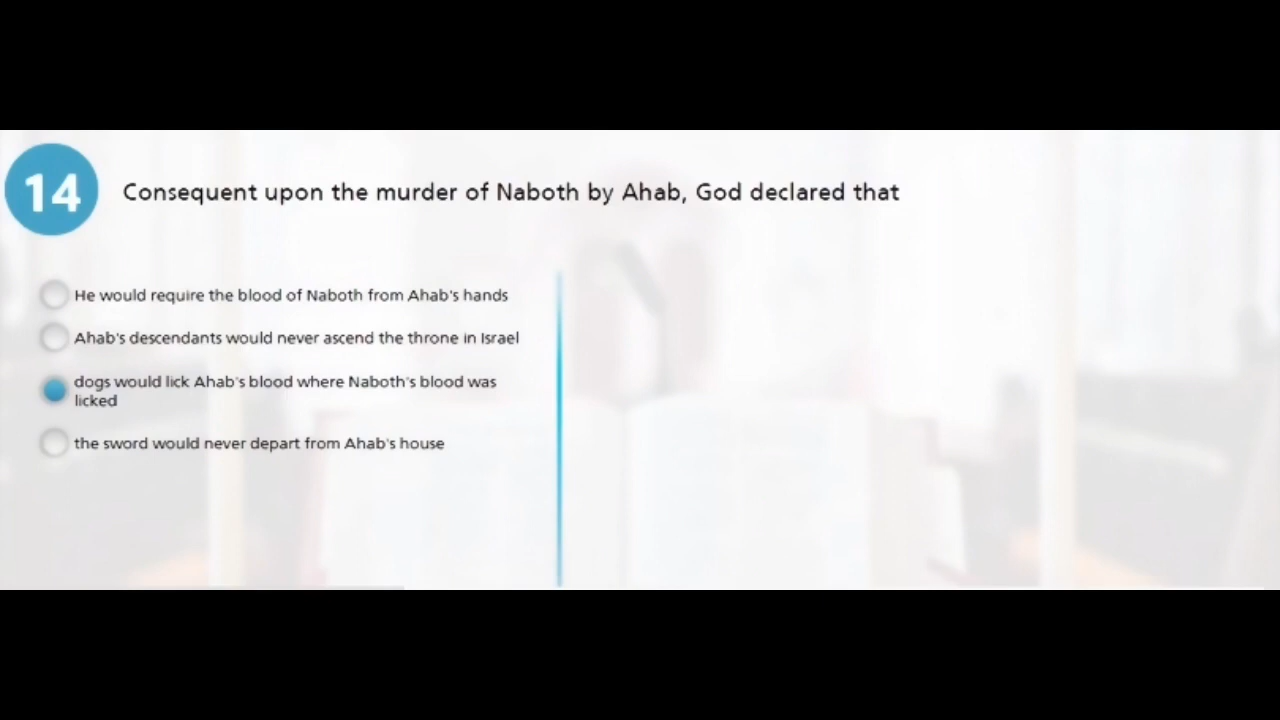 14
Consequent upon the murder of Naboth by Ahab, God declared that
He would require the blood of Naboth from Ahab's hands
Ahab's descendants would never ascend the throne in Israel
dogs would lick Ahab's blood where Naboth's blood was
licked
the sword would never depart from Ahab's house